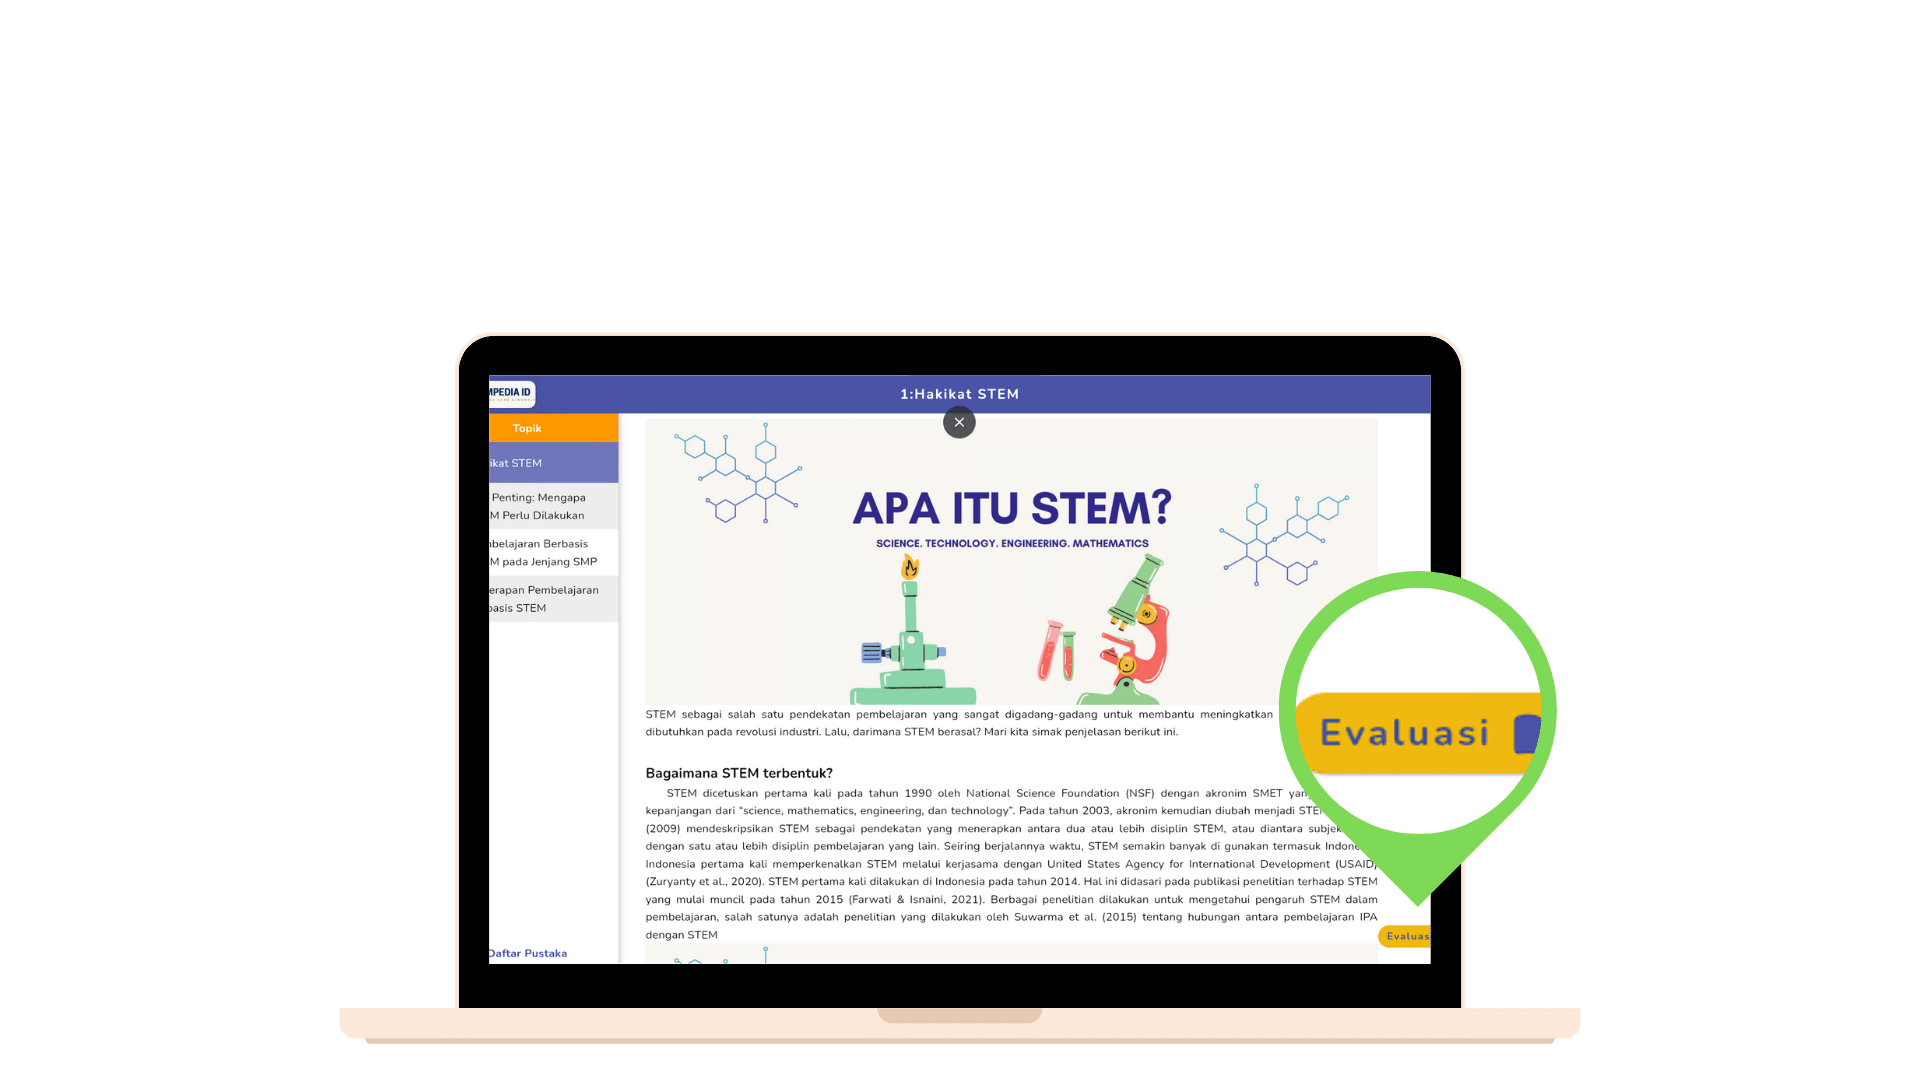 MPEDIA ID
1:Hakikat STEM
Topik
ikat STEM
Penting: Mengapa
M Perlu Dilakukan
nbelajaran Berbasis
M pada Jenjang SMP
erapan Pembelajaran
basis STEM
Daftar Pustaka
APA ITU STEM?
SCIENCE. TECHNOLOGY. ENGINEERING. MATHEMATICS
STEM sebagai salah satu pendekatan pembelajaran yang sangat digadang-gadang untuk membantu meningkatkan
dibutuhkan pada revolusi industri. Lalu, darimana STEM berasal? Mari kita simak penjelasan berikut ini.
Bagaimana STEM terbentuk?
STEM dicetuskan pertama kali pada tahun 1990 oleh National Science Foundation (NSF) dengan akronim SMET yan
kepanjangan dari “science, mathematics, engineering, dan technology”. Pada tahun 2003, akronim kemudian diubah menjadi STE
(2009) mendeskripsikan STEM sebagai pendekatan yang menerapkan antara dua atau lebih disiplin STEM, atau diantara subjek
dengan satu atau lebih disiplin pembelajaran yang lain. Seiring berjalannya waktu, STEM semakin banyak di gunakan termasuk Indone
Indonesia pertama kali memperkenalkan STEM melalui kerjasama dengan United States Agency for International Development (USAID)
(Zuryanty et al., 2020). STEM pertama kali dilakukan di Indonesia pada tahun 2014. Hal ini didasari pada publikasi penelitian terhadap STEM
yang mulai muncil pada tahun 2015 (Farwati & Isnaini, 2021). Berbagai penelitian dilakukan untuk mengetahui pengaruh STEM dalam
pembelajaran, salah satunya adalah penelitian yang dilakukan oleh Suwarma et al. (2015) tentang hubungan antara pembelajaran IPA
dengan STEM
Evaluasi
Evaluas